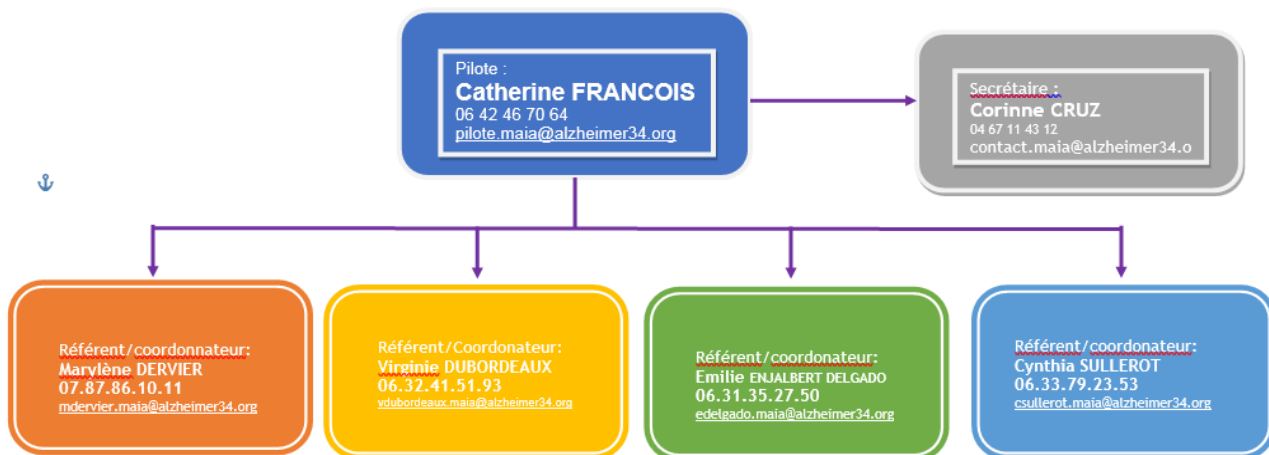 Pilote :
Catherine FRANCOIS
06 42 46 70 64
pilote.maia@alzheimer34.org
Secrétaire :
Corinne CRUZ
04 67 11 43 12
contact.maia@alzheimer34.o
Référent/coordonnateur:
Marylène DERVIER
07.87.86.10.11
mdervier.maia@alzheimer34.org
Référent/Coordonateur:
Virginie DUBORDEAUX
06.32.41.51.93
vdubordeaux.maia@alzheimer34.org
Référent/coordonateur:
Emilie ENJALBERT DELGADO
06.31.35.27.50
edelgado.maia@alzheimer34.org
Référent/coordonateur:
Cynthia SULLEROT
06.33.79.23.53
csullerot.maia@alzheimer34.org